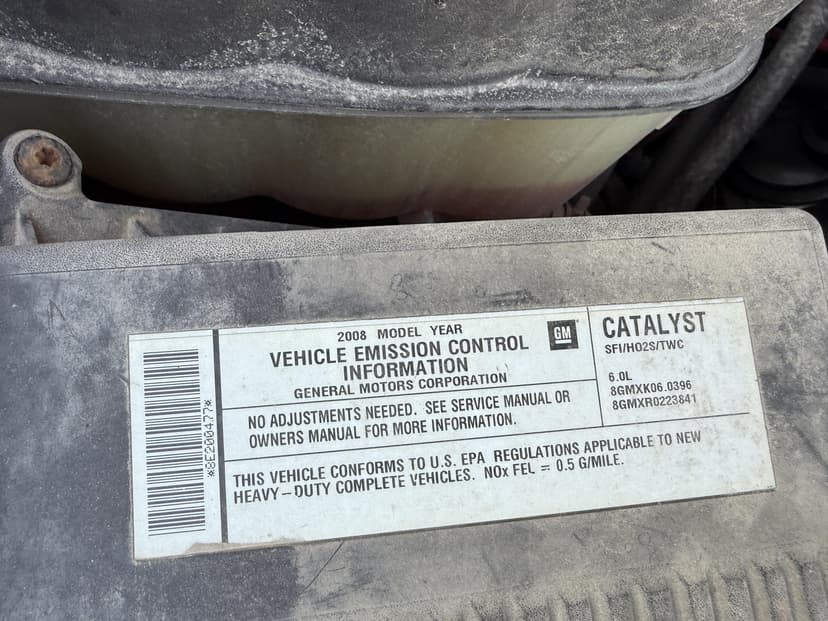 *8E200477*
2008 MODEL YEAR
VEHICLE EMISSION CONTROL
INFORMATION
GENERAL MOTORS CORPORATION
GM
CATALYST
SFI/HO2S/TWC
6.0L
8GMXK06.0396
8GMXR0223841
NO ADJUSTMENTS NEEDED. SEE SERVICE MANUAL OR
OWNERS MANUAL FOR MORE INFORMATION.
THIS VEHICLE CONFORMS TO U.S. EPA REGULATIONS APPLICABLE TO NEW
HEAVY-DUTY COMPLETE VEHICLES. NOx FEL = 0.5 G/MILE.